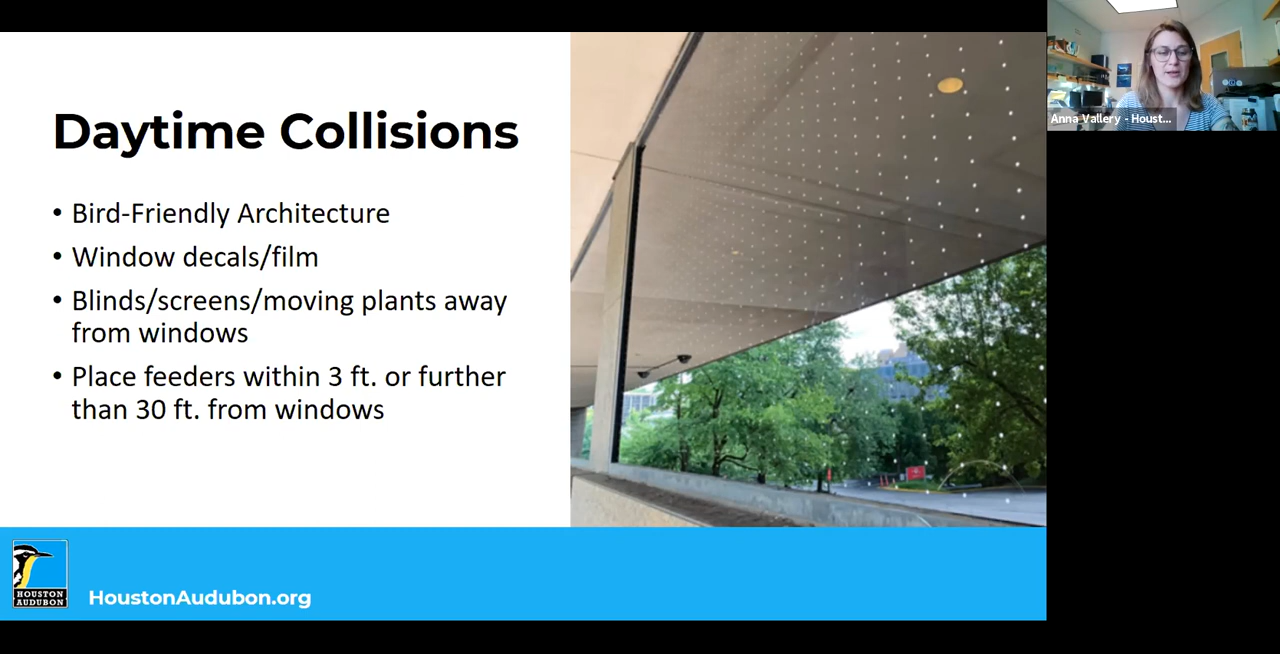 Daytime Collisions
• Bird-Friendly Architecture
• Window decals/film
• Blinds/screens/moving plants away
from windows
• Place feeders within 3 ft. or further
than 30 ft. from windows
HOUSTON
AUDUBON
HoustonAudubon.org
Anna Vallery - Houst...